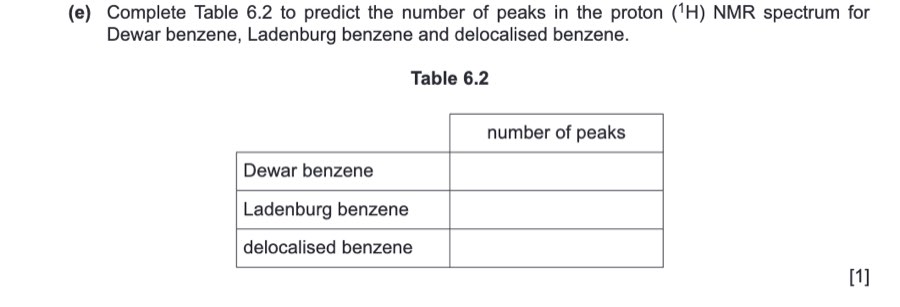 (e) Complete Table 6.2 to predict the number of peaks in the proton (¹H) NMR spectrum for
Dewar benzene, Ladenburg benzene and delocalised benzene.
Table 6.2
number of peaks
Dewar benzene
Ladenburg benzene
delocalised benzene
[1]